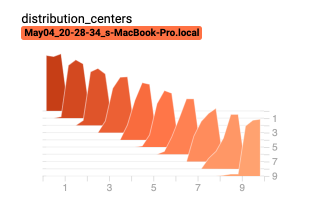 distribution_centers
May04_20-28-34_s-MacBook-Pro.local
1
3
5
7
9
1 3 5 7 9